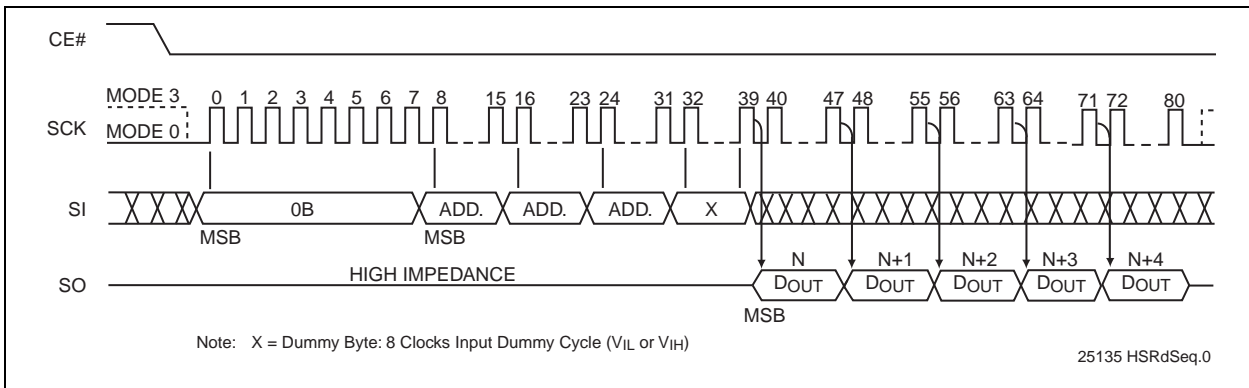 CE#
MODE 3
MODE 0
SCK
0 1 2 3 4 5 6 7 8 15 16 23 24 31 32 39 40 47 48 55 56 63 64 71 72 80
SI
0B
ADD.
ADD.
ADD.
X
MSB
MSB
SO
HIGH IMPEDANCE
N N+1 N+2 N+3 N+4
DOUT DOUT DOUT DOUT DOUT
MSB
Note: X = Dummy Byte: 8 Clocks Input Dummy Cycle (VIL or VIH)
25135 HSRdSeq.0